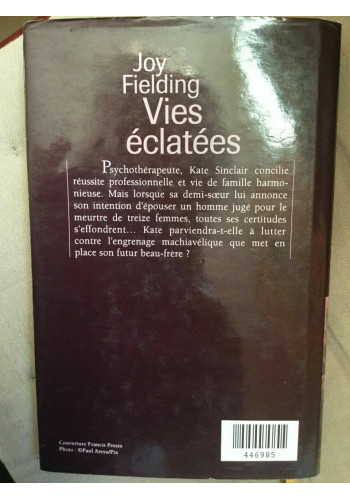 Joy
Fielding
Vies
éclatées
Psychothérapeute, Kate Sinclair concilie
réussite professionnelle et vie de famille harmo-
nieuse. Mais lorsque sa demi-sœur lui annonce
son intention d'épouser un homme jugé pour le
meurtre de treize femmes, toutes ses certitudes
s'effondrent... Kate parviendra-t-elle à lutter
contre l'engrenage machiavélique que met en
place son futur beau-frère ?
Couverture Francis Pessin
Photo : ©Paul Arena/Pix
446985